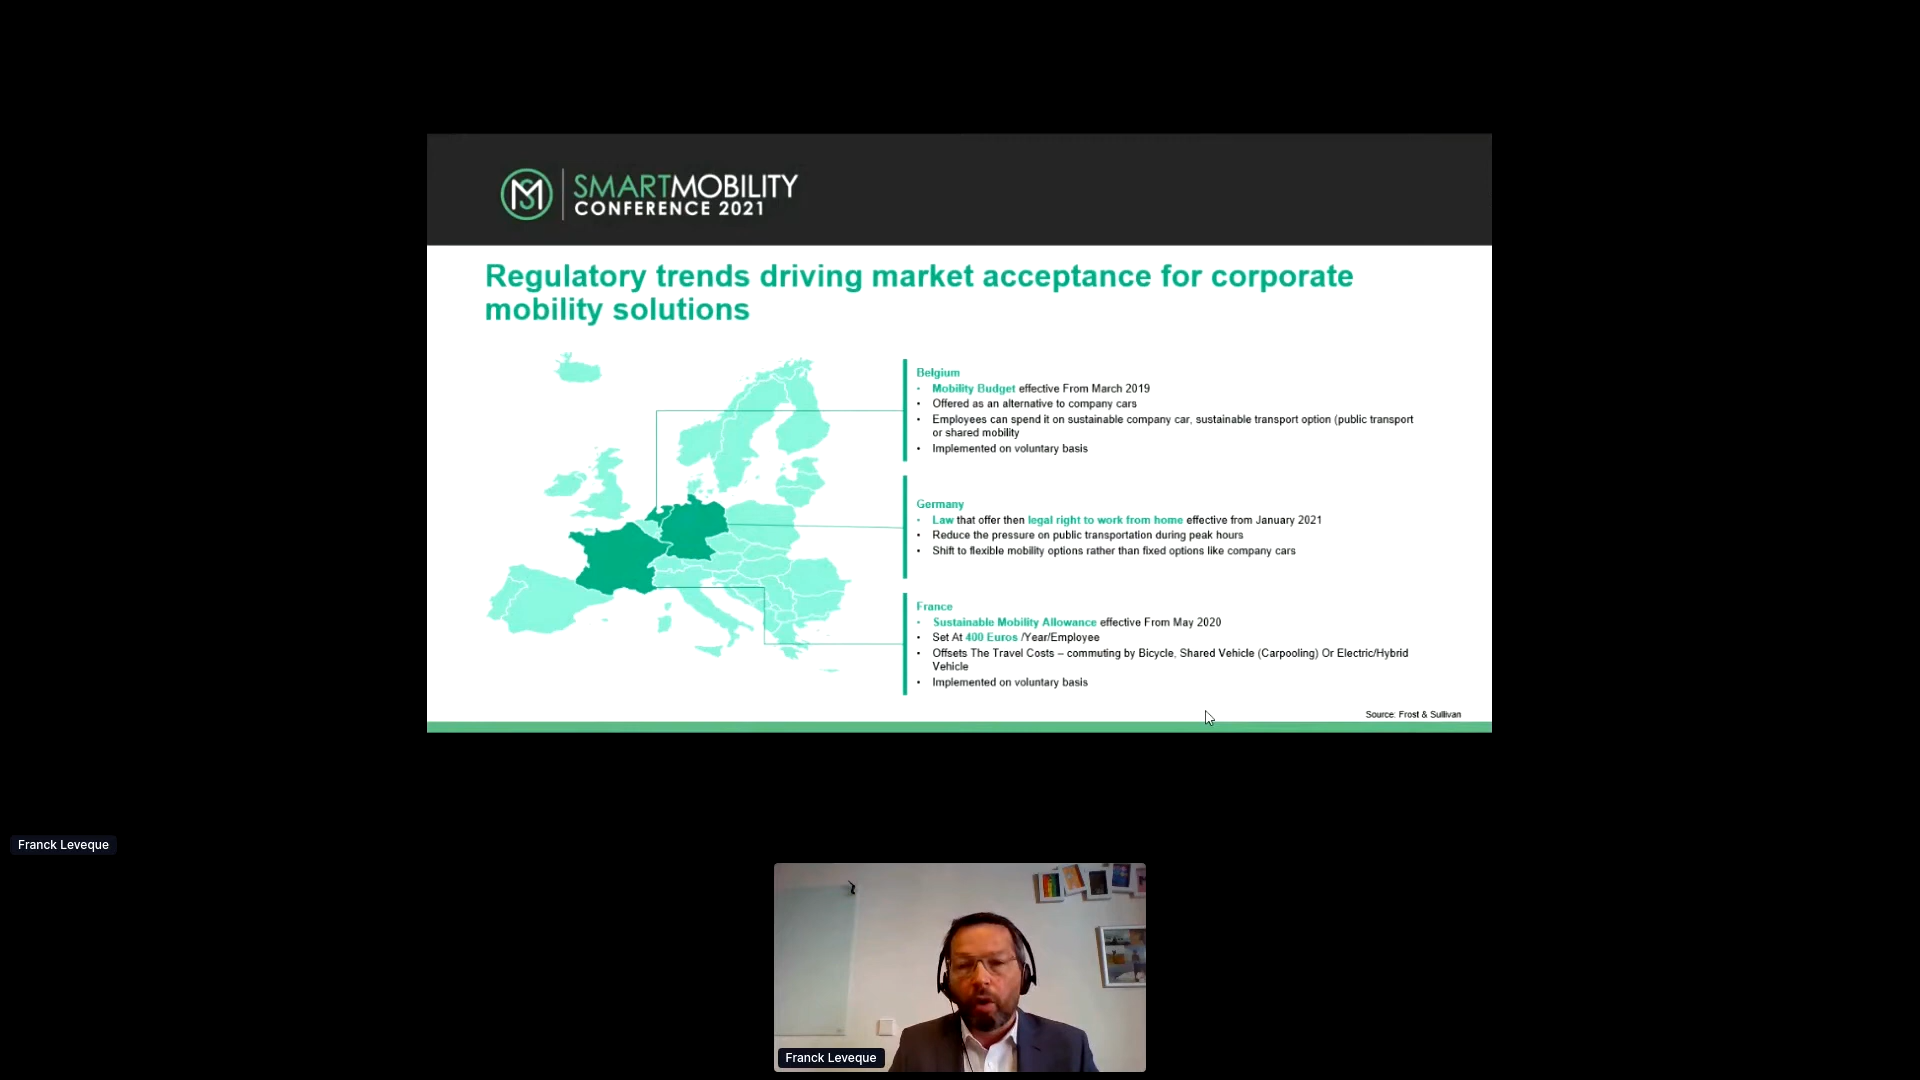 SMARTMOBILITY
CONFERENCE 2021
Regulatory trends driving market acceptance for corporate
mobility solutions
Belgium
• Mobility Budget effective From March 2019
• Offered as an alternative to company cars
• Employees can spend it on sustainable company car, sustainable transport option (public transport
or shared mobility
• Implemented on voluntary basis
Germany
• Law that offer then legal right to work from home effective from January 2021
• Reduce the pressure on public transportation during peak hours
• Shift to flexible mobility options rather than fixed options like company cars
France
• Sustainable Mobility Allowance effective From May 2020
• Set At 400 Euros /Year/Employee
• Offsets The Travel Costs – commuting by Bicycle, Shared Vehicle (Carpooling) Or Electric/Hybrid
Vehicle
• Implemented on voluntary basis
Source: Frost & Sullivan
Franck Leveque
Franck Leveque